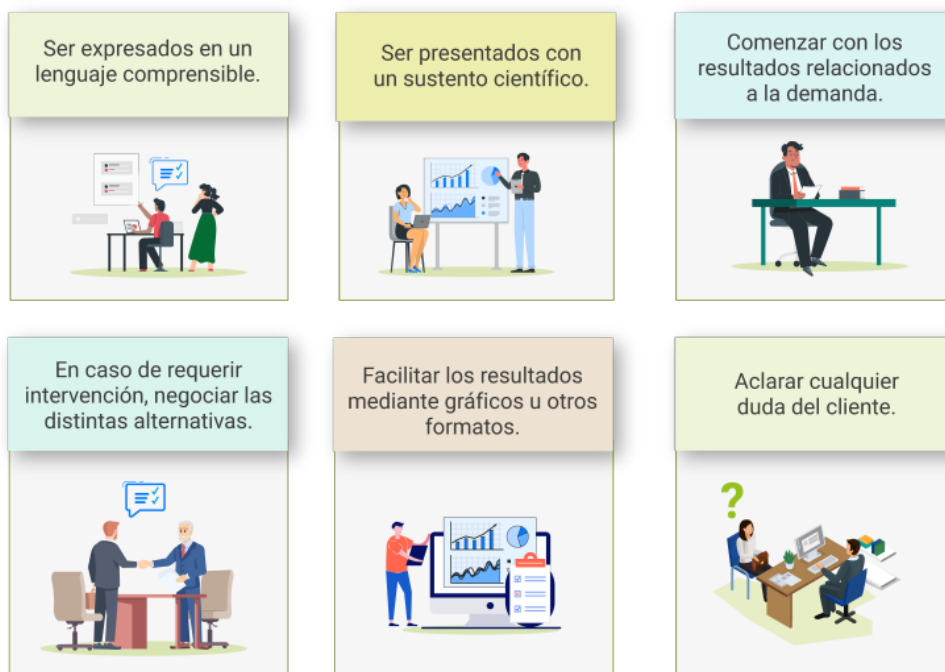 Ser expresados en un
lenguaje comprensible.
Ser presentados con
un sustento científico.
Comenzar con los
resultados relacionados
a la demanda.
En caso de requerir
intervención, negociar las
distintas alternativas.
Facilitar los resultados
mediante gráficos u otros
formatos.
Aclarar cualquier
duda del cliente.
?